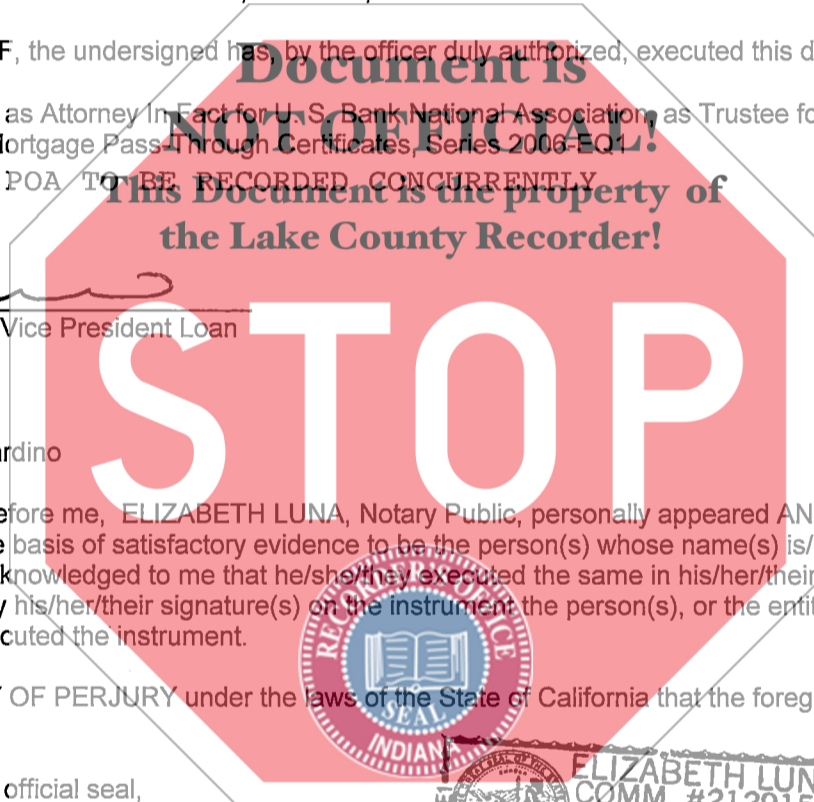 F, the undersigned has, by the officer duly authorized, executed this d
Document is
as Attorney In Fact for U. S. Bank National Association, as Trustee fo
NOT OFFICIAL!
ortgage Pass-Through Certificates, Series 2006-EQ1
POA TO BE RECORDED CONCURRENTLY
This Document is the property of
the Lake County Recorder!
Vice President Loan
STOP
ardino
efore me, ELIZABETH LUNA, Notary Public, personally appeared AN
e basis of satisfactory evidence to be the person(s) whose name(s) is/
knowledged to me that he/she/they executed the same in his/her/their
y his/her/their signature(s) on the instrument the person(s), or the entit
cuted the instrument.
RECORDER'S OFFICE
SEAL
INDIANA
Y OF PERJURY under the laws of the State of California that the foreg
ELIZABETH LUN
official seal,
COMM. #212915